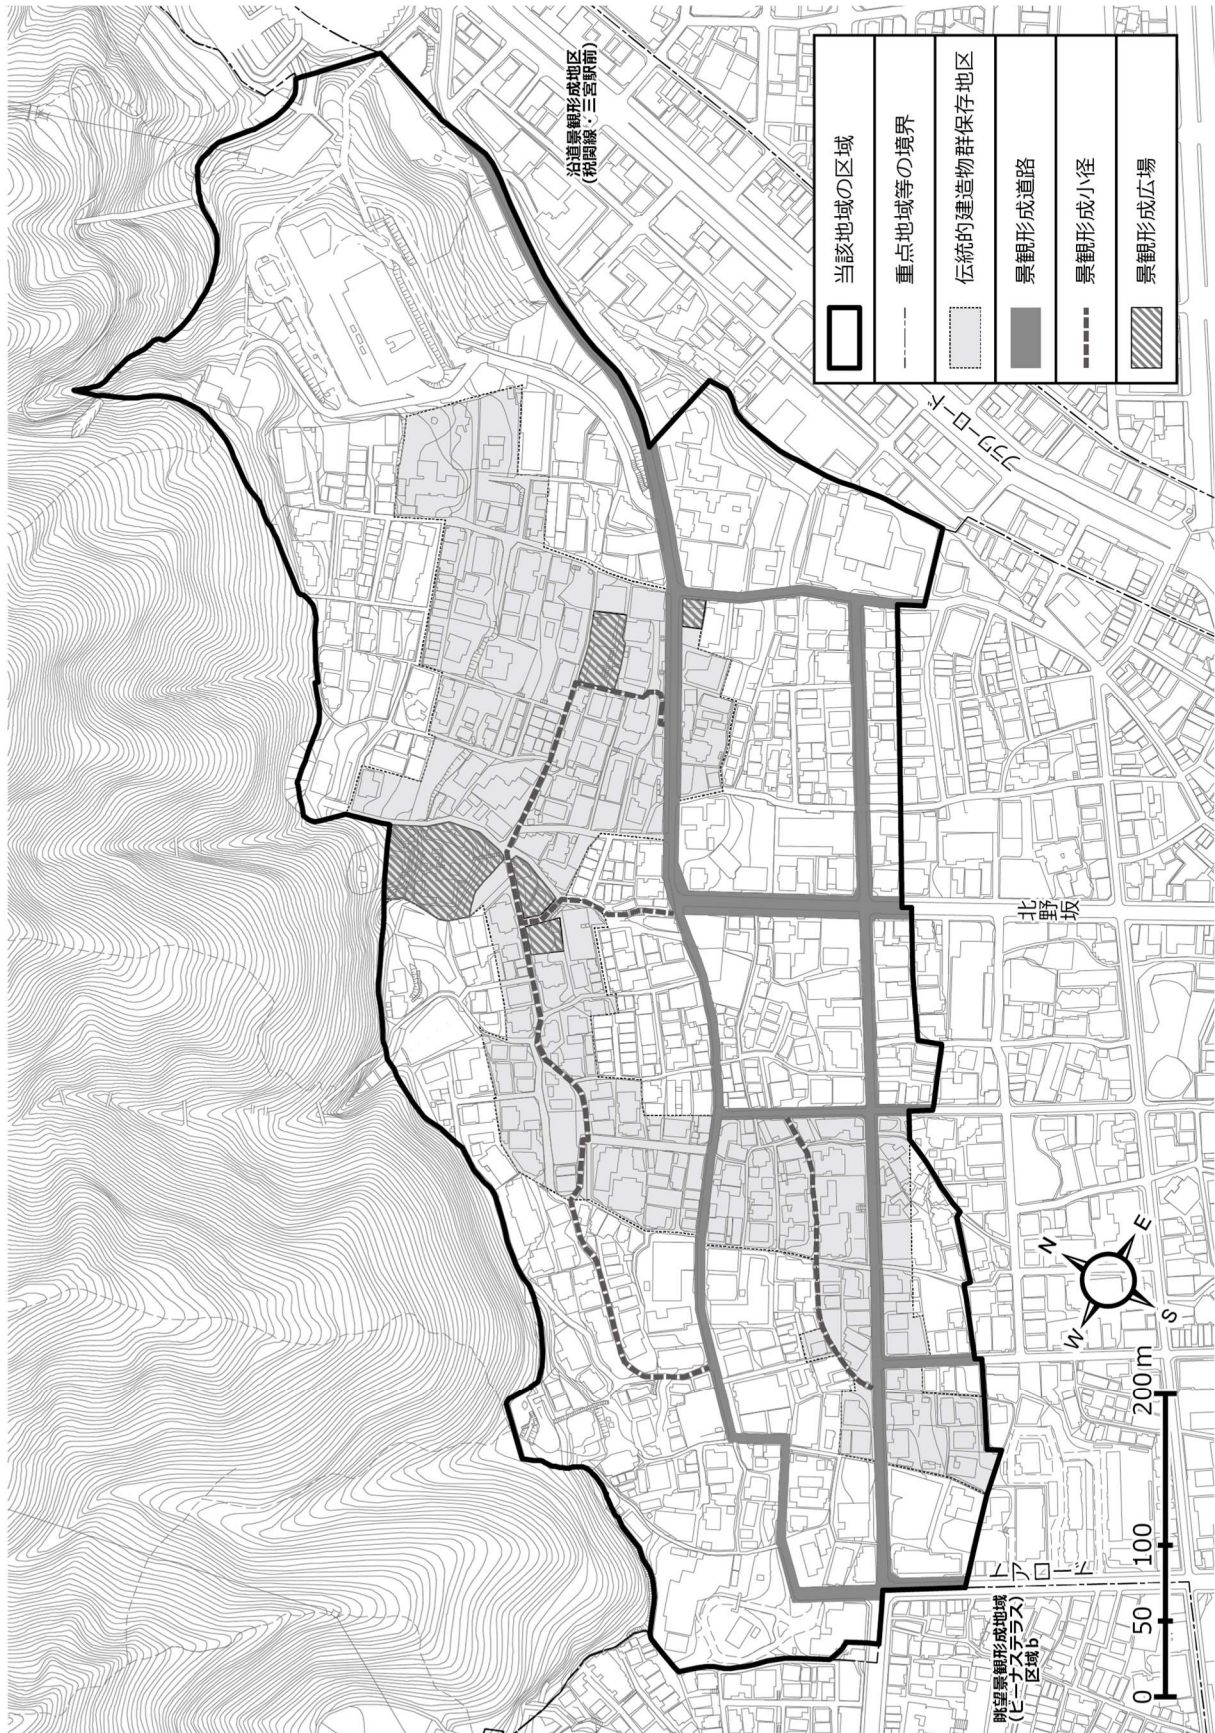 沿道景観形成地区
(税関線・三宮駅前)
当該地域の区域
重点地域等の境界
伝統的建造物群保存地区
景観形成道路
景観形成小径
景観形成広場
フラワーロード
北野坂
トアロード
眺望景観形成地域
(ビーナステラス)
区域b
N
E
S
W
0 50 100 200m